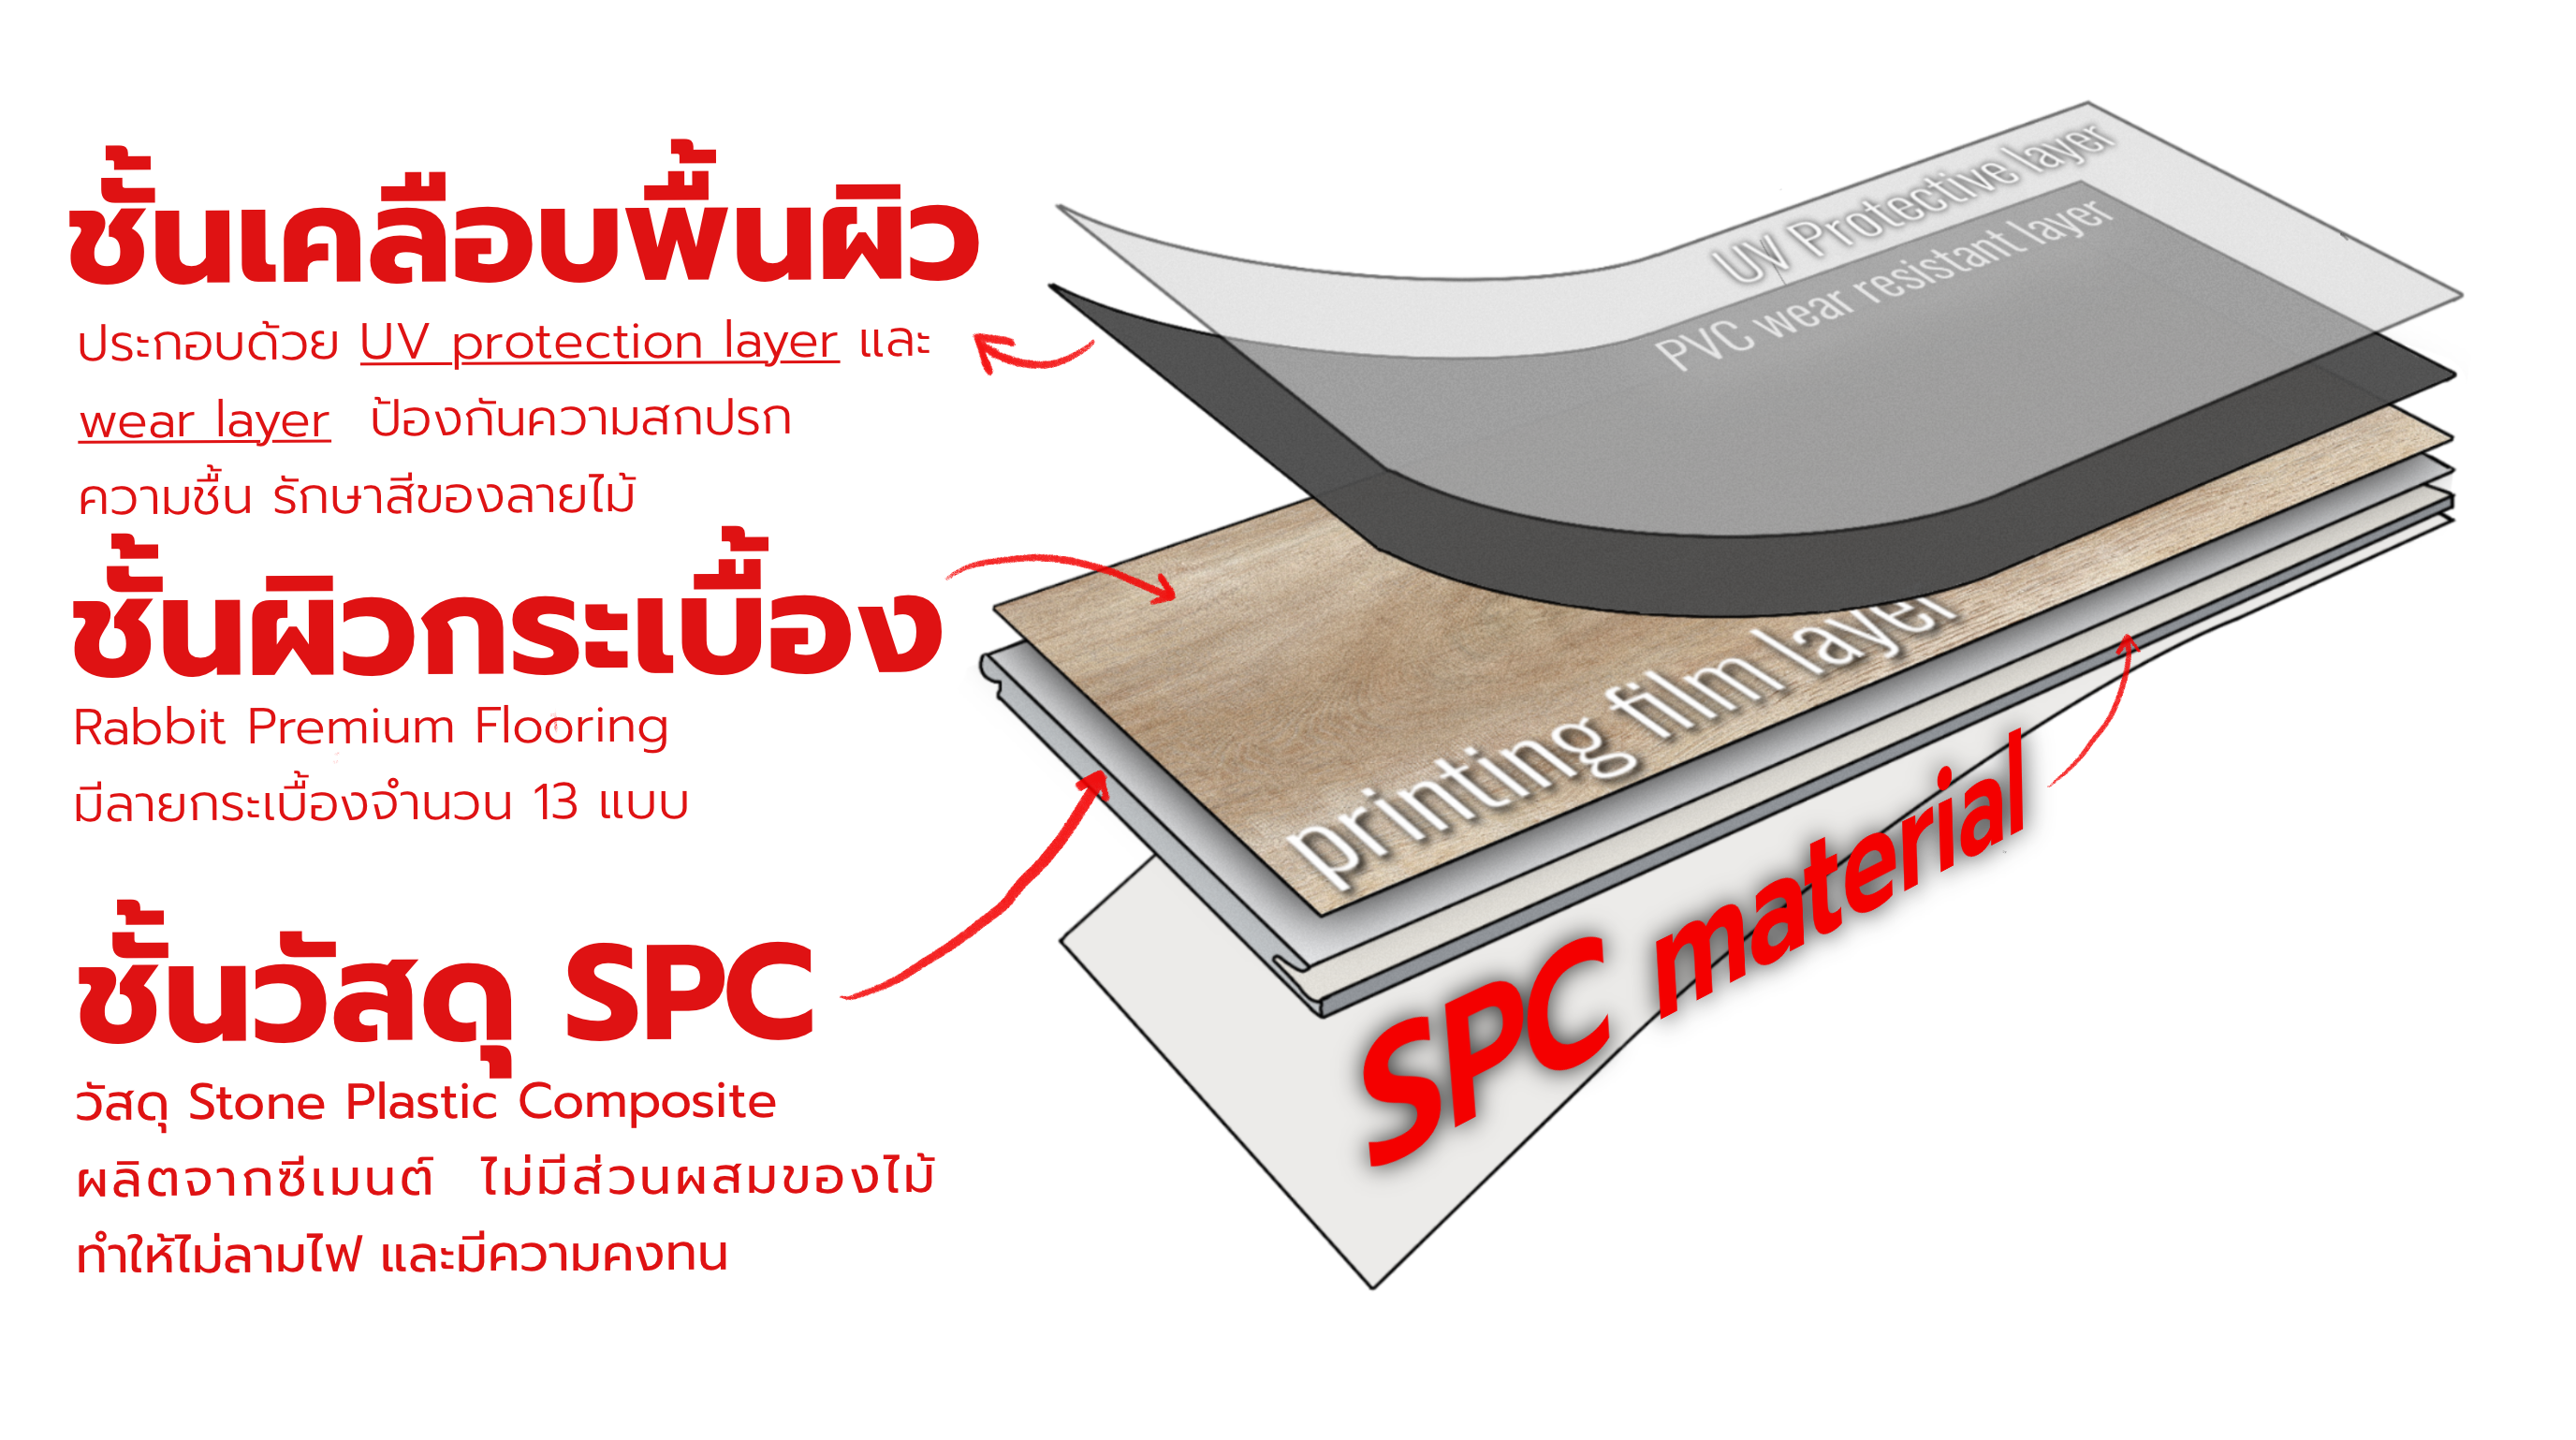 ชั้นเคลือบพื้นผิว
ประกอบด้วย UV protection layer และ
wear layer ป้องกันความสกปรก
ความชื้น รักษาสีของลายไม้
ชั้นผิวกระเบื้อง
Rabbit Premium Flooring
มีลายกระเบื้องจำนวน 13 แบบ
ชั้นวัสดุ SPC
วัสดุ Stone Plastic Composite
ผลิตจากซีเมนต์ ไม่มีส่วนผสมของไม้
ทำให้ไม่ลามไฟ และมีความคงทน
UV Protective layer
PVC wear resistant layer
printing film layer
SPC material